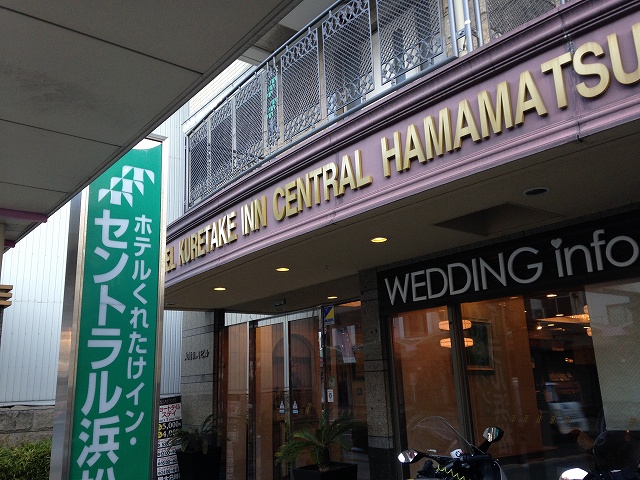 EL KURETAKE INN CENTRAL HAMAMATSU
WEDDING info
ホテルくれたけイン・
セントラル浜松